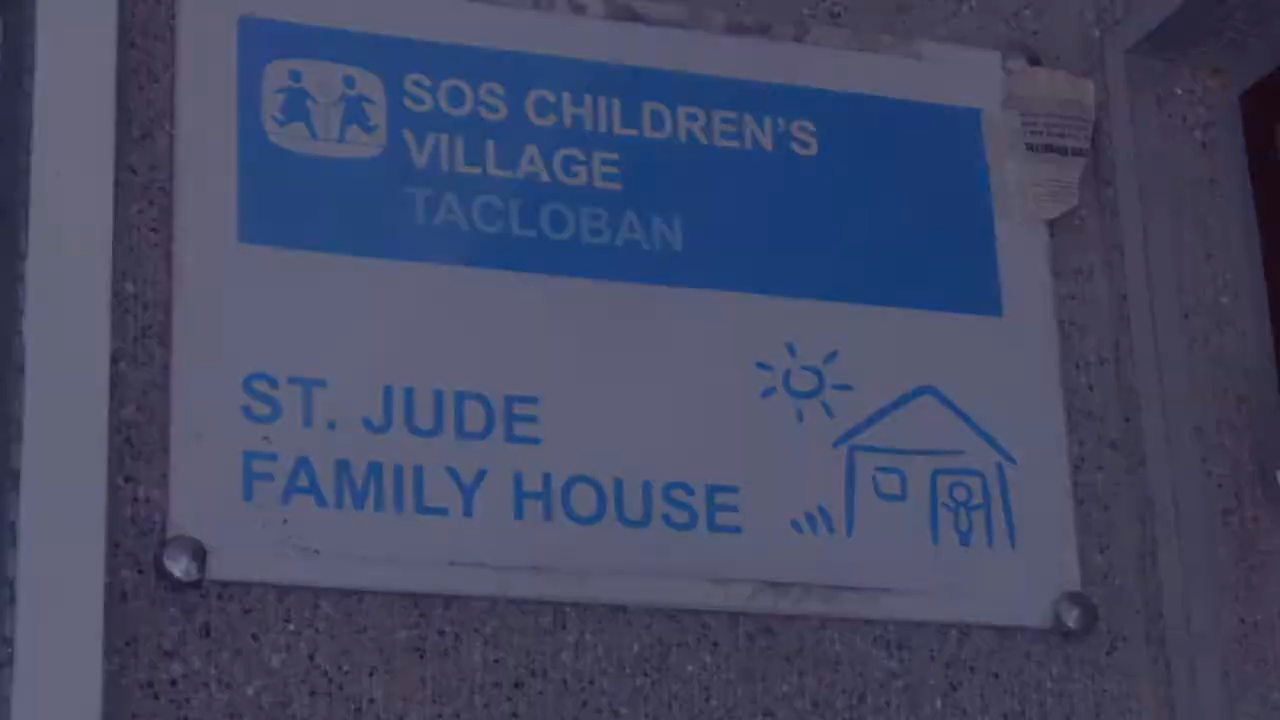 SOS CHILDREN'S
VILLAGE
TACLOBAN
ST. JUDE
FAMILY HOUSE